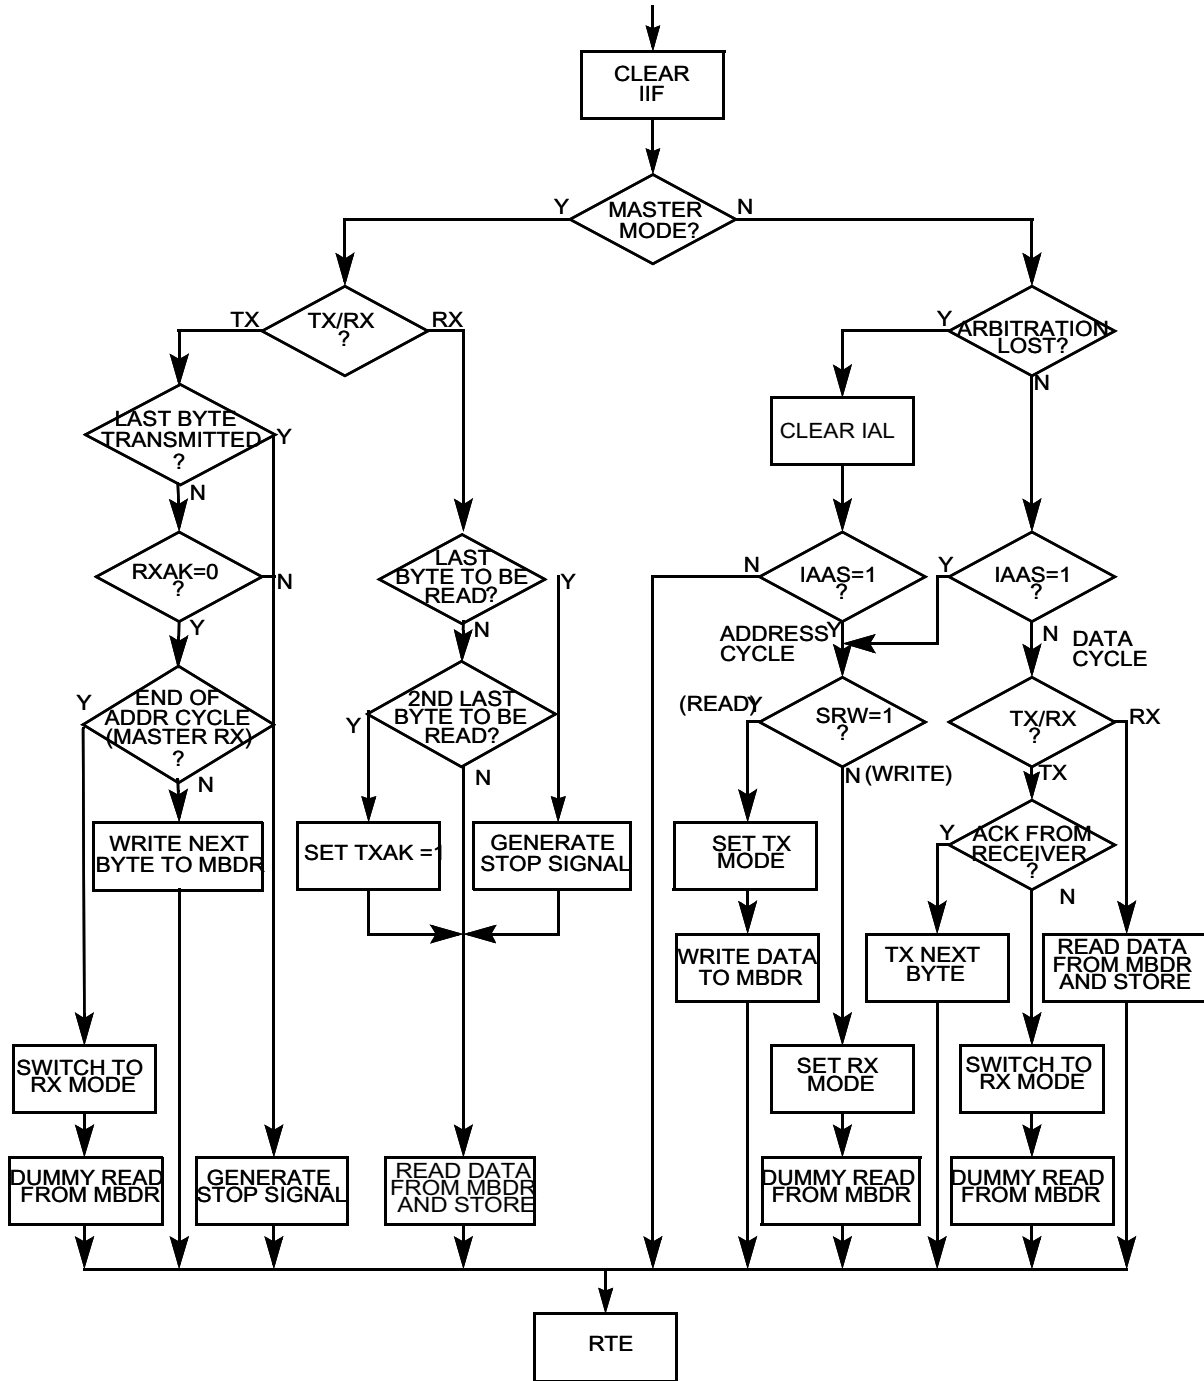 CLEAR
IIF
MASTER
MODE?
Y
N
TX/RX
?
TX
RX
ARBITRATION
LOST?
Y
N
LAST BYTE
TRANSMITTED
?
Y
N
CLEAR IAL
RXAK=0
?
N
Y
LAST
BYTE TO BE
READ?
Y
N
IAAS=1
?
N
Y
IAAS=1
?
Y
N
ADDRESS
CYCLE
DATA
CYCLE
END OF
ADDR CYCLE
(MASTER RX)
?
Y
N
2ND LAST
BYTE TO BE
READ?
Y
N
(READ)
Y
SRW=1
?
N
(WRITE)
TX/RX
?
RX
TX
WRITE NEXT
BYTE TO MBDR
SET TXAK =1
GENERATE
STOP SIGNAL
SET TX
MODE
ACK FROM
RECEIVER
?
Y
N
WRITE DATA
TO MBDR
TX NEXT
BYTE
READ DATA
FROM MBDR
AND STORE
SWITCH TO
RX MODE
SET RX
MODE
SWITCH TO
RX MODE
DUMMY READ
FROM MBDR
GENERATE
STOP SIGNAL
READ DATA
FROM MBDR
AND STORE
DUMMY READ
FROM MBDR
DUMMY READ
FROM MBDR
RTE